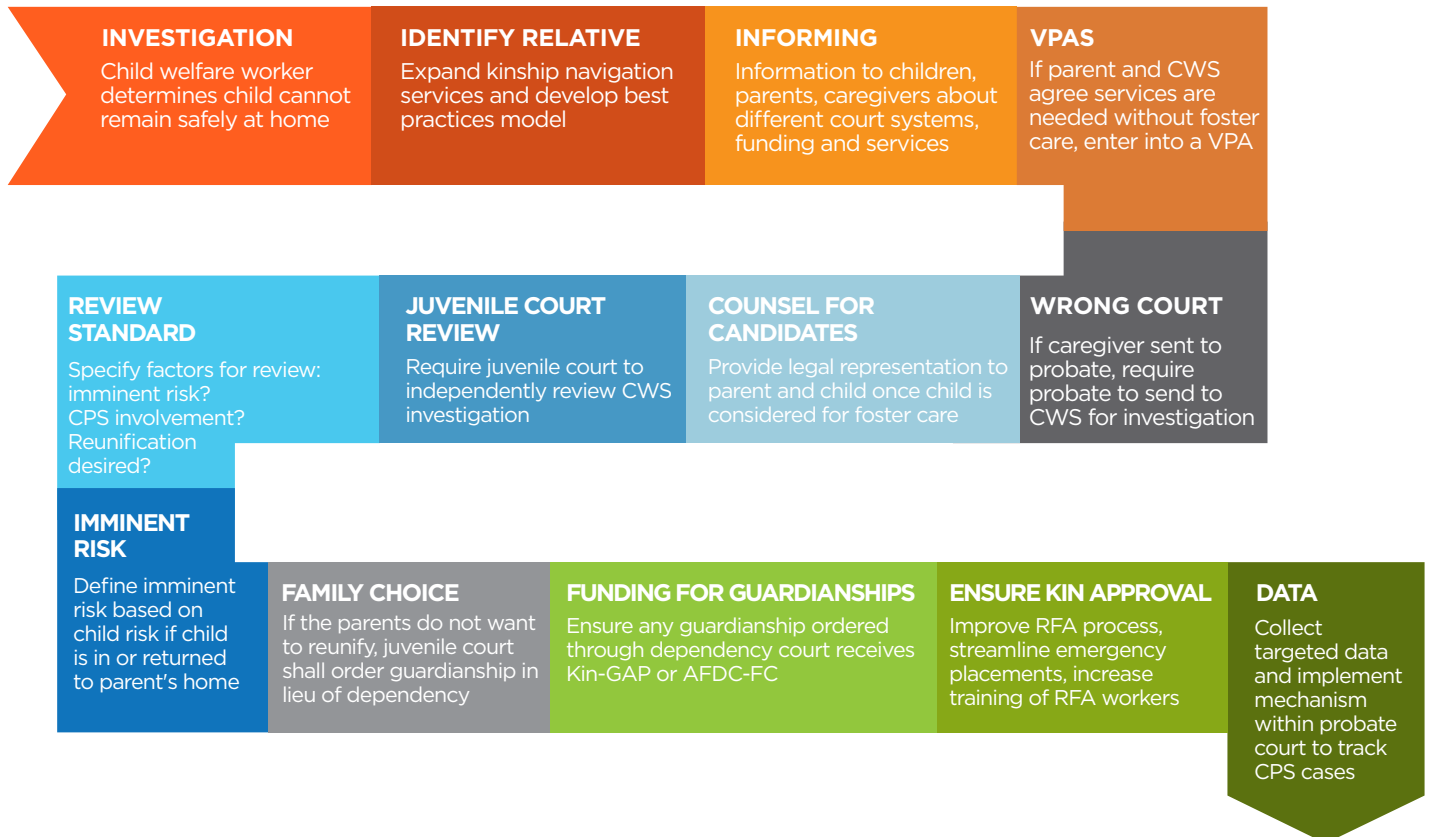 INVESTIGATION
Child welfare worker
determines child cannot
remain safely at home
IDENTIFY RELATIVE
Expand kinship navigation
services and develop best
practices model
INFORMING
Information to children,
parents, caregivers about
different court systems,
funding and services
VPAS
If parent and CWS
agree services are
needed without foster
care, enter into a VPA
WRONG COURT
If caregiver sent to
probate, require
probate to send to
CWS for investigation
COUNSEL FOR
CANDIDATES
Provide legal representation to
parent and child once child is
considered for foster care
JUVENILE COURT
REVIEW
Require juvenile court to
independently review CWS
investigation
REVIEW
STANDARD
Specify factors for review:
imminent risk?
CPS involvement?
Reunification
desired?
IMMINENT
RISK
Define imminent
risk based on
child risk if child
is in or returned
to parent's home
FAMILY CHOICE
If the parents do not want
to reunify, juvenile court
shall order guardianship in
lieu of dependency
FUNDING FOR GUARDIANSHIPS
Ensure any guardianship ordered
through dependency court receives
Kin-GAP or AFDC-FC
ENSURE KIN APPROVAL
Improve RFA process,
streamline emergency
placements, increase
training of RFA workers
DATA
Collect
targeted data
and implement
mechanism
within probate
court to track
CPS cases